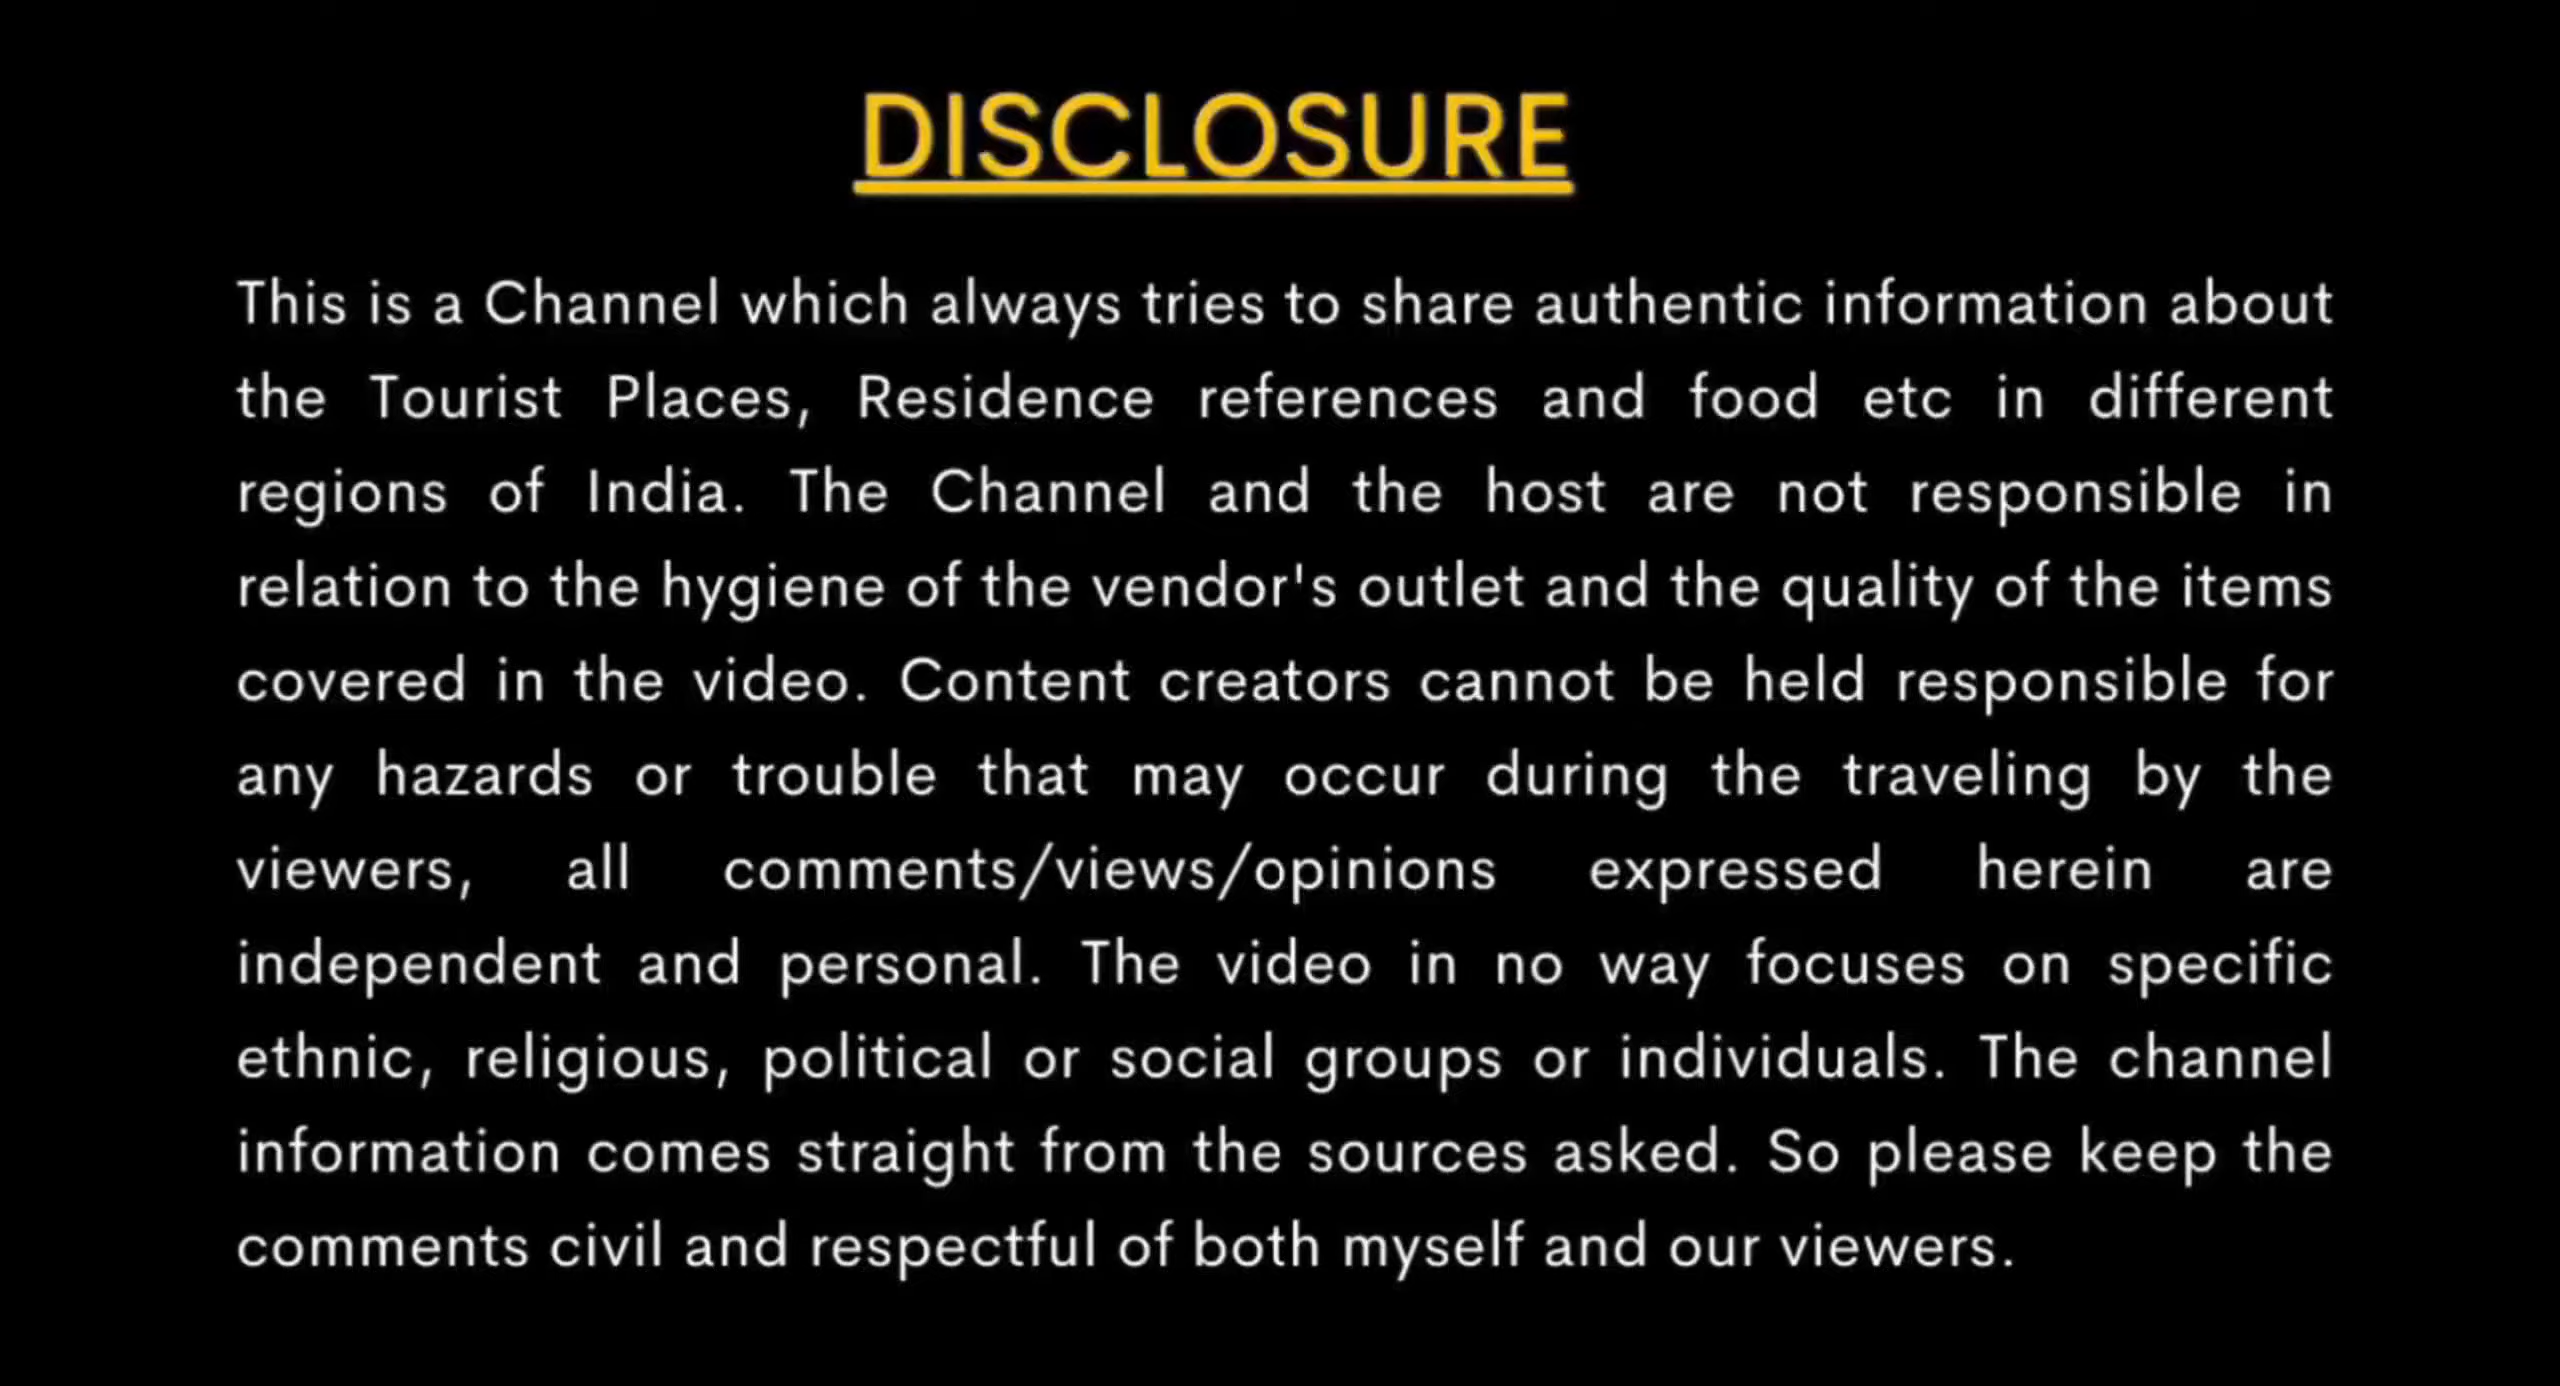 DISCLOSURE
This is a Channel which always tries to share authentic information about
the Tourist Places, Residence references and food etc in different
regions of India. The Channel and the host are not responsible in
relation to the hygiene of the vendor's outlet and the quality of the items
covered in the video. Content creators cannot be held responsible for
any hazards or trouble that may occur during the traveling by the
viewers, all comments/views/opinions expressed herein are
independent and personal. The video in no way focuses on specific
ethnic, religious, political or social groups or individuals. The channel
information comes straight from the sources asked. So please keep the
comments civil and respectful of both myself and our viewers.